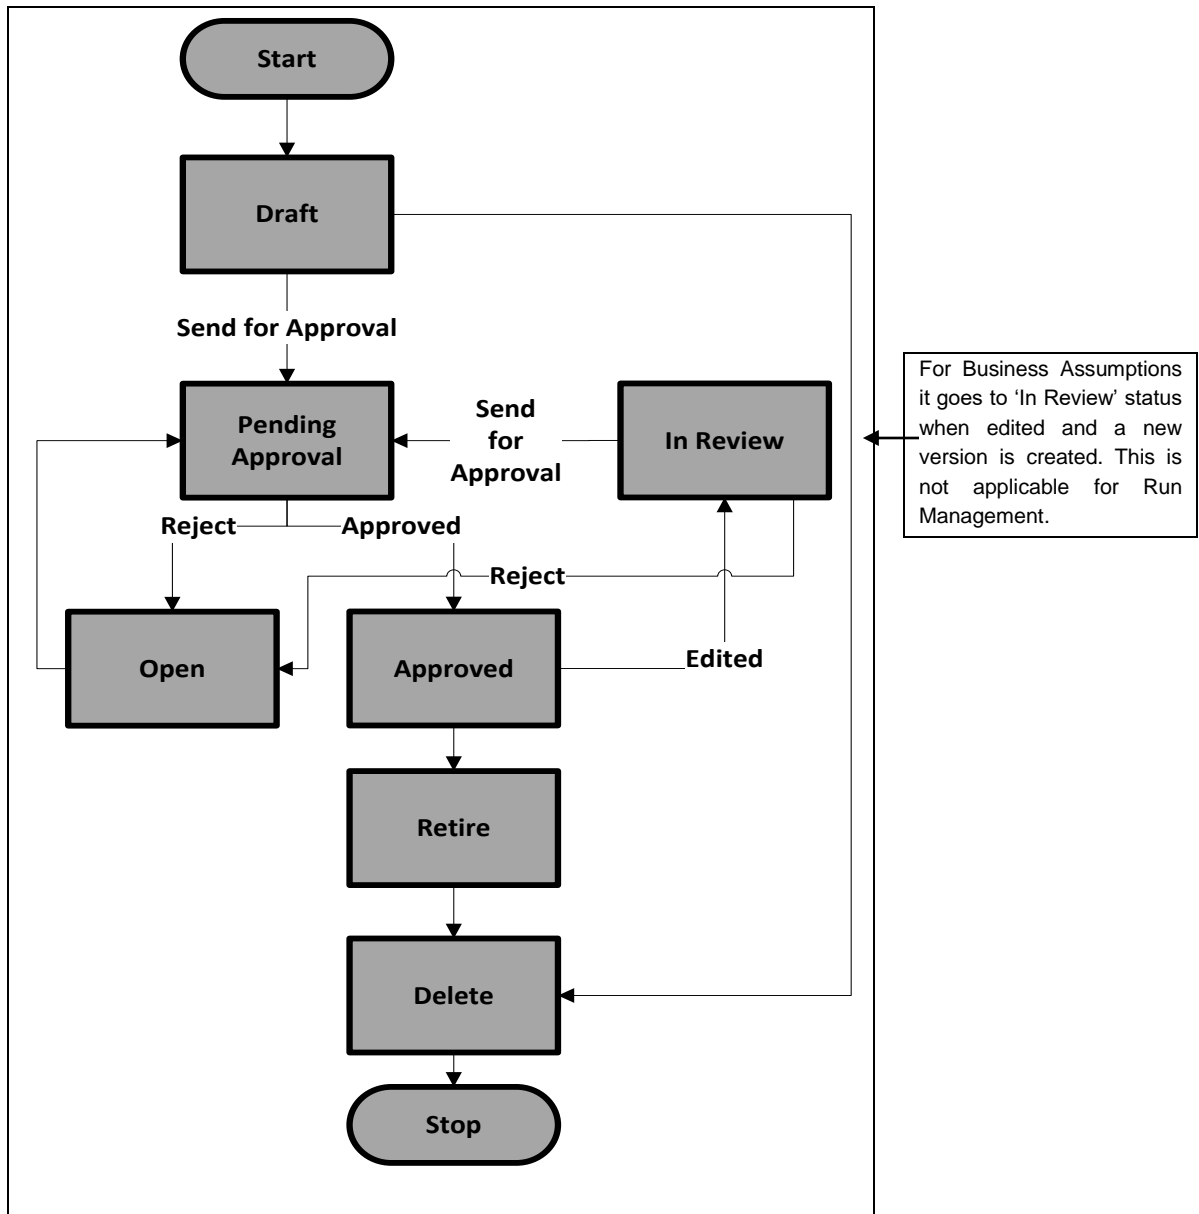 Start
Draft
Send for Approval
Pending
Approval
Send
for
Approval
In Review
For Business Assumptions
it goes to ‘In Review’ status
when edited and a new
version is created. This is
not applicable for Run
Management.
Reject
Approved
Reject
Open
Approved
Edited
Retire
Delete
Stop